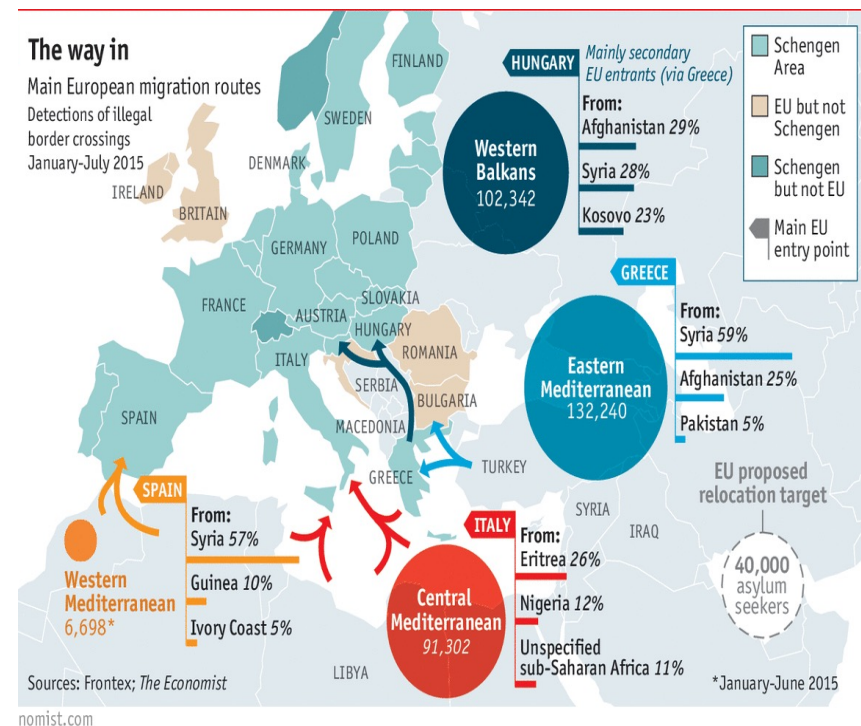 The way in
Main European migration routes
Detections of illegal
border crossings
January-July 2015
HUNGARY
Mainly secondary
EU entrants (via Greece)
From:
Afghanistan 29%
Syria 28%
Kosovo 23%
Western
Balkans
102,342
Schengen
Area
EU but not
Schengen
Schengen
but not EU
Main EU
entry point
FINLAND
SWEDEN
DENMARK
IRELAND
BRITAIN
GERMANY
POLAND
FRANCE
SLOVAKIA
AUSTRIA
HUNGARY
ITALY
ROMANIA
SERBIA
BULGARIA
SPAIN
MACEDONIA
GREECE
TURKEY
SYRIA
IRAQ
LIBYA
GREECE
From:
Syria 59%
Afghanistan 25%
Pakistan 5%
Eastern
Mediterranean
132,240
SPAIN
From:
Syria 57%
Guinea 10%
Ivory Coast 5%
Western
Mediterranean
6,698*
ITALY
From:
Eritrea 26%
Nigeria 12%
Unspecified
sub-Saharan Africa 11%
Central
Mediterranean
91,302
EU proposed
relocation target
40,000
asylum
seekers
Sources: Frontex; The Economist
*January-June 2015
nomist.com